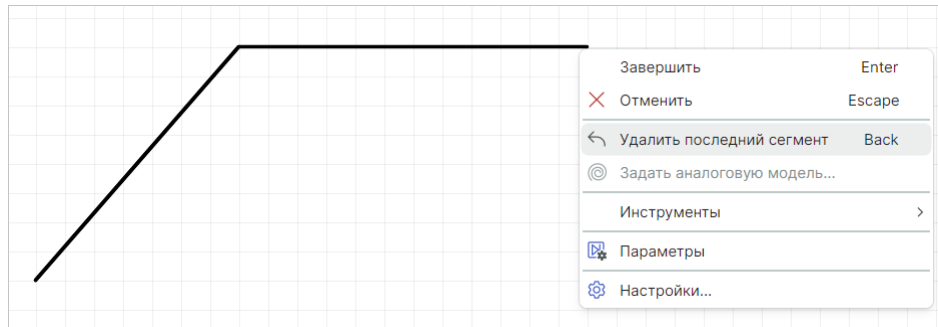 Завершить Enter
Отменить Escape
Удалить последний сегмент Back
Задать аналоговую модель...
Инструменты
Параметры
Настройки...